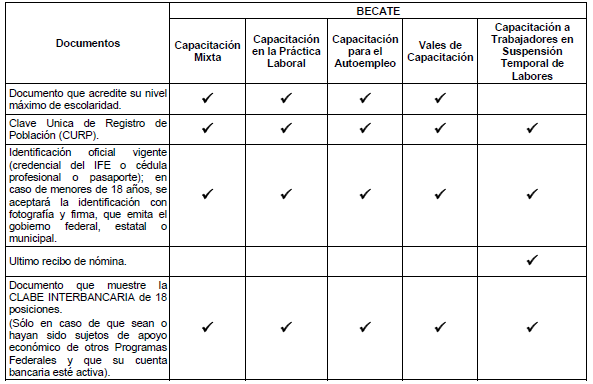 BECATE
Documentos
Capacitación
Mixta
Capacitación
en la Práctica
Laboral
Capacitación
para el
Autoempleo
Vales de
Capacitación
Capacitación a
Trabajadores en
Suspensión
Temporal de
Labores
Documento que acredite su nivel
máximo de escolaridad.
✓ ✓ ✓ ✓
Clave Unica de Registro de
Población (CURP).
✓ ✓ ✓ ✓ ✓
Identificación oficial vigente
(credencial del IFE o cédula
profesional o pasaporte); en
caso de menores de 18 años, se
aceptará la identificación con
fotografía y firma, que emita el
gobierno federal, estatal o
municipal.
✓ ✓ ✓ ✓ ✓
Ultimo recibo de nómina.
✓
Documento que muestre la
CLABE INTERBANCARIA de 18
posiciones.
(Sólo en caso de que sean o
hayan sido sujetos de apoyo
económico de otros Programas
Federales y que su cuenta
bancaria esté activa).
✓ ✓ ✓ ✓ ✓